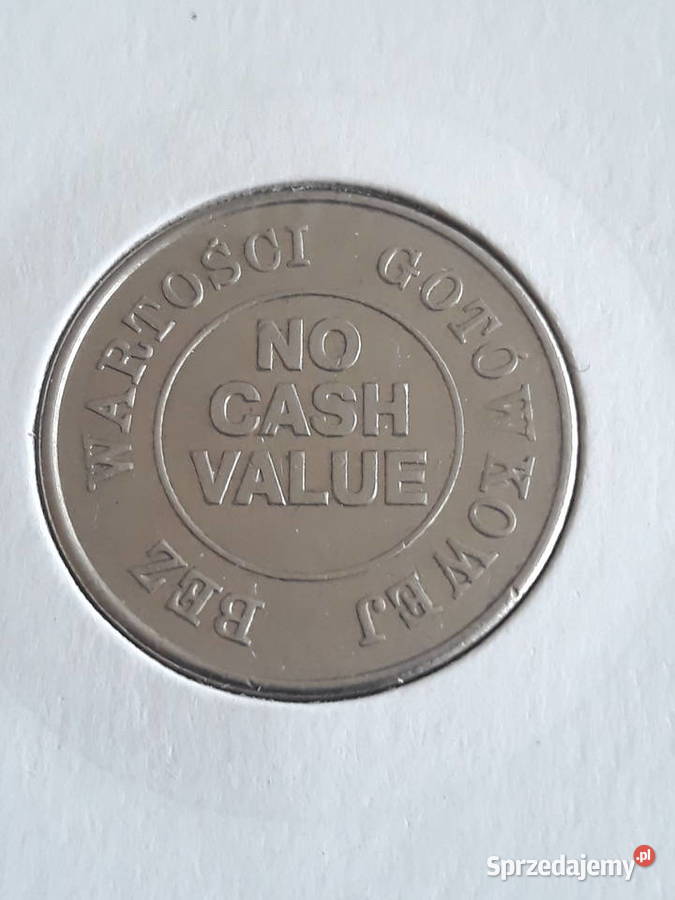 BEZ WARTOŚCI GOTÓWKOWEJ
NO
CASH
VALUE
Sprzedajemy.pl